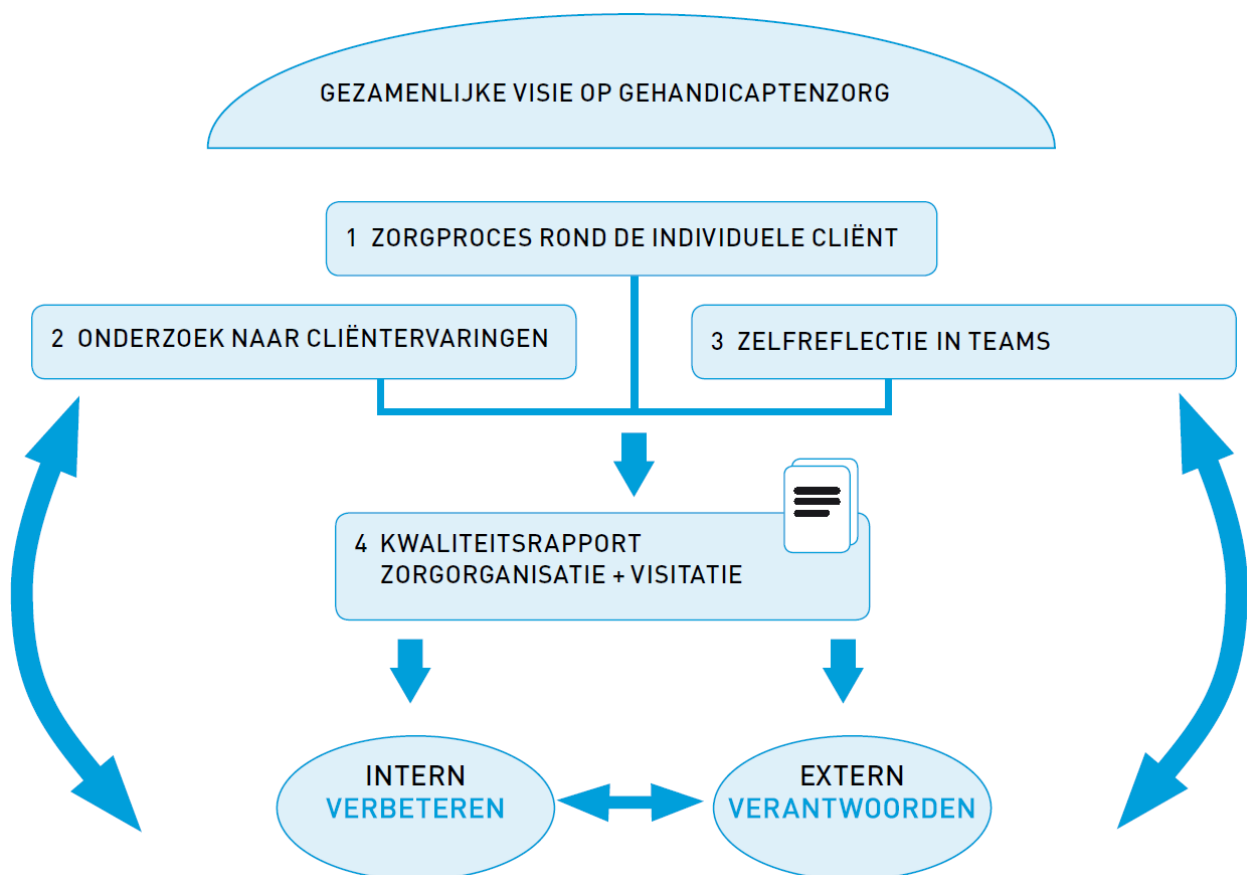 GEZAMENLIJKE VISIE OP GEHANDICAPTENZORG
1 ZORGPROCES ROND DE INDIVIDUELE CLIËNT
2 ONDERZOEK NAAR CLIËNTERVARINGEN
3 ZELFREFLECTIE IN TEAMS
4 KWALITEITSRAPPORT
ZORGORGANISATIE + VISITATIE
INTERN
VERBETEREN
EXTERN
VERANTWOORDEN